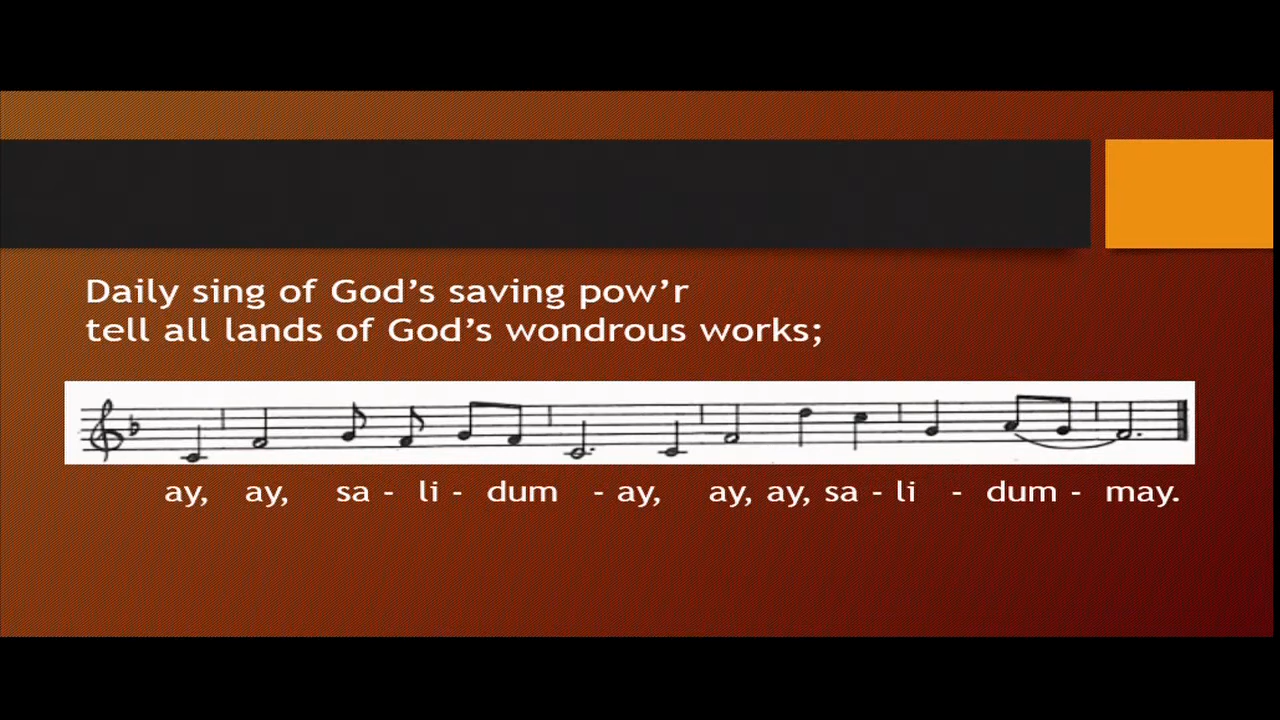 Daily sing of God's saving pow'r
tell all lands of God's wondrous works;
ay, ay, sa - li - dum - ay, ay, ay, sa - li - dum - may.